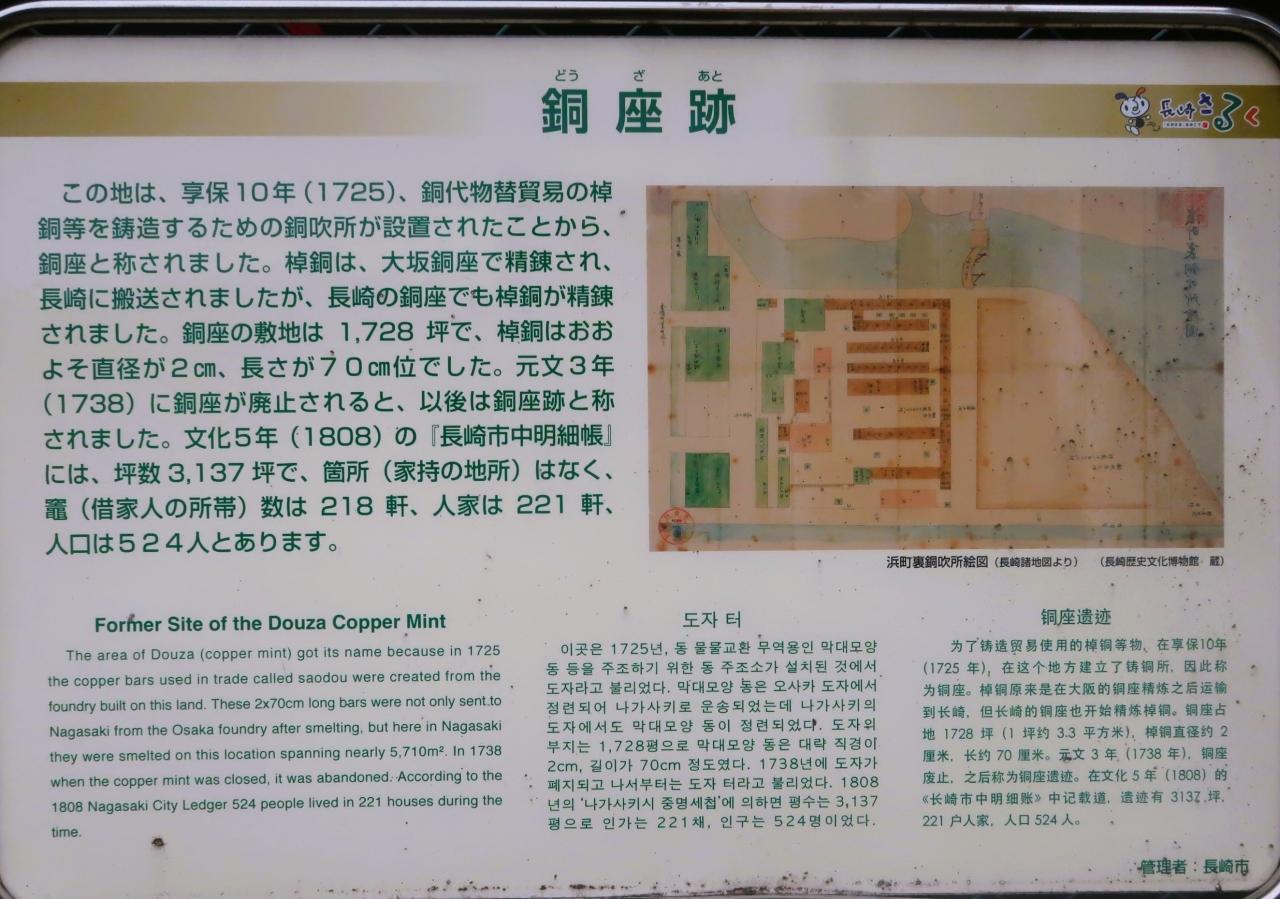 どう ざ あと
銅座跡
長崎さるく
この地は、享保10年（1725）、銅代物替貿易の棹
銅等を鋳造するための銅吹所が設置されたことから、
銅座と称されました。棹銅は、大坂銅座で精錬され、
長崎に搬送されましたが、長崎の銅座でも棹銅が精錬
されました。銅座の敷地は 1,728 坪で、棹銅はおお
よそ直径が2㎝、長さが７０㎝位でした。元文３年
（1738）に銅座が廃止されると、以後は銅座跡と称
されました。文化5年（1808）の『長崎市中明細帳』
には、坪数 3,137 坪で、箇所（家持の地所）はなく、
竈（借家人の所帯）数は 218 軒、人家は 221 軒、
人口は５２４人とあります。
浜町裏銅吹所絵図（長崎諸地図より）　（長崎歴史文化博物館　蔵）
Former Site of the Douza Copper Mint
The area of Douza (copper mint) got its name because in 1725
the copper bars used in trade called saodou were created from the
foundry built on this land. These 2x70cm long bars were not only sent to
Nagasaki from the Osaka foundry after smelting, but here in Nagasaki
they were smelted on this location spanning nearly 5,710m². In 1738
when the copper mint was closed, it was abandoned. According to the
1808 Nagasaki City Ledger 524 people lived in 221 houses during the
time.
도자 터
이곳은 1725년, 동 물물교환 무역용인 막대모양
동 등을 주조하기 위한 동 주조소가 설치된 것에서
도자라고 불리었다. 막대모양 동은 오사카 도자에서
정련되어 나가사키로 운송되었는데 나가사키의
도자에서도 막대모양 동이 정련되었다. 도자위
부지는 1,728평으로 막대모양 동은 대략 직경이
2cm, 길이가 70cm 정도였다. 1738년에 도자가
폐지되고 나서부터는 도자 터라고 불리었다. 1808
년의 '나가사키시 중명세첩'에 의하면 평수는 3,137
평으로 인가는 221채, 인구는 524명이었다.
铜座遗迹
为了铸造贸易使用的棹铜等物，在享保10年
（1725 年），在这个地方建立了铸铜所，因此称
为铜座。棹铜原来是在大阪的铜座精炼之后运输
到长崎，但长崎的铜座也开始精炼棹铜。铜座占
地 1728 坪（1 坪约 3.3 平方米），棹铜直径约 2
厘米，长约 70 厘米。元文 3 年（1738 年），铜座
废止，之后称为铜座遗迹。在文化 5 年（1808）的
《长崎市中明细账》中记载道，遗迹有 3137 坪，
221 户人家，人口 524 人。
管理者：長崎市